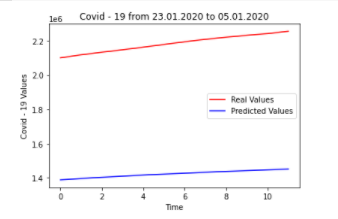 Covid - 19 from 23.01.2020 to 05.01.2020
1e6
2.2
2.0
1.8
1.6
1.4
Covid - 19 Values
Real Values
Predicted Values
0 2 4 6 8 10
Time